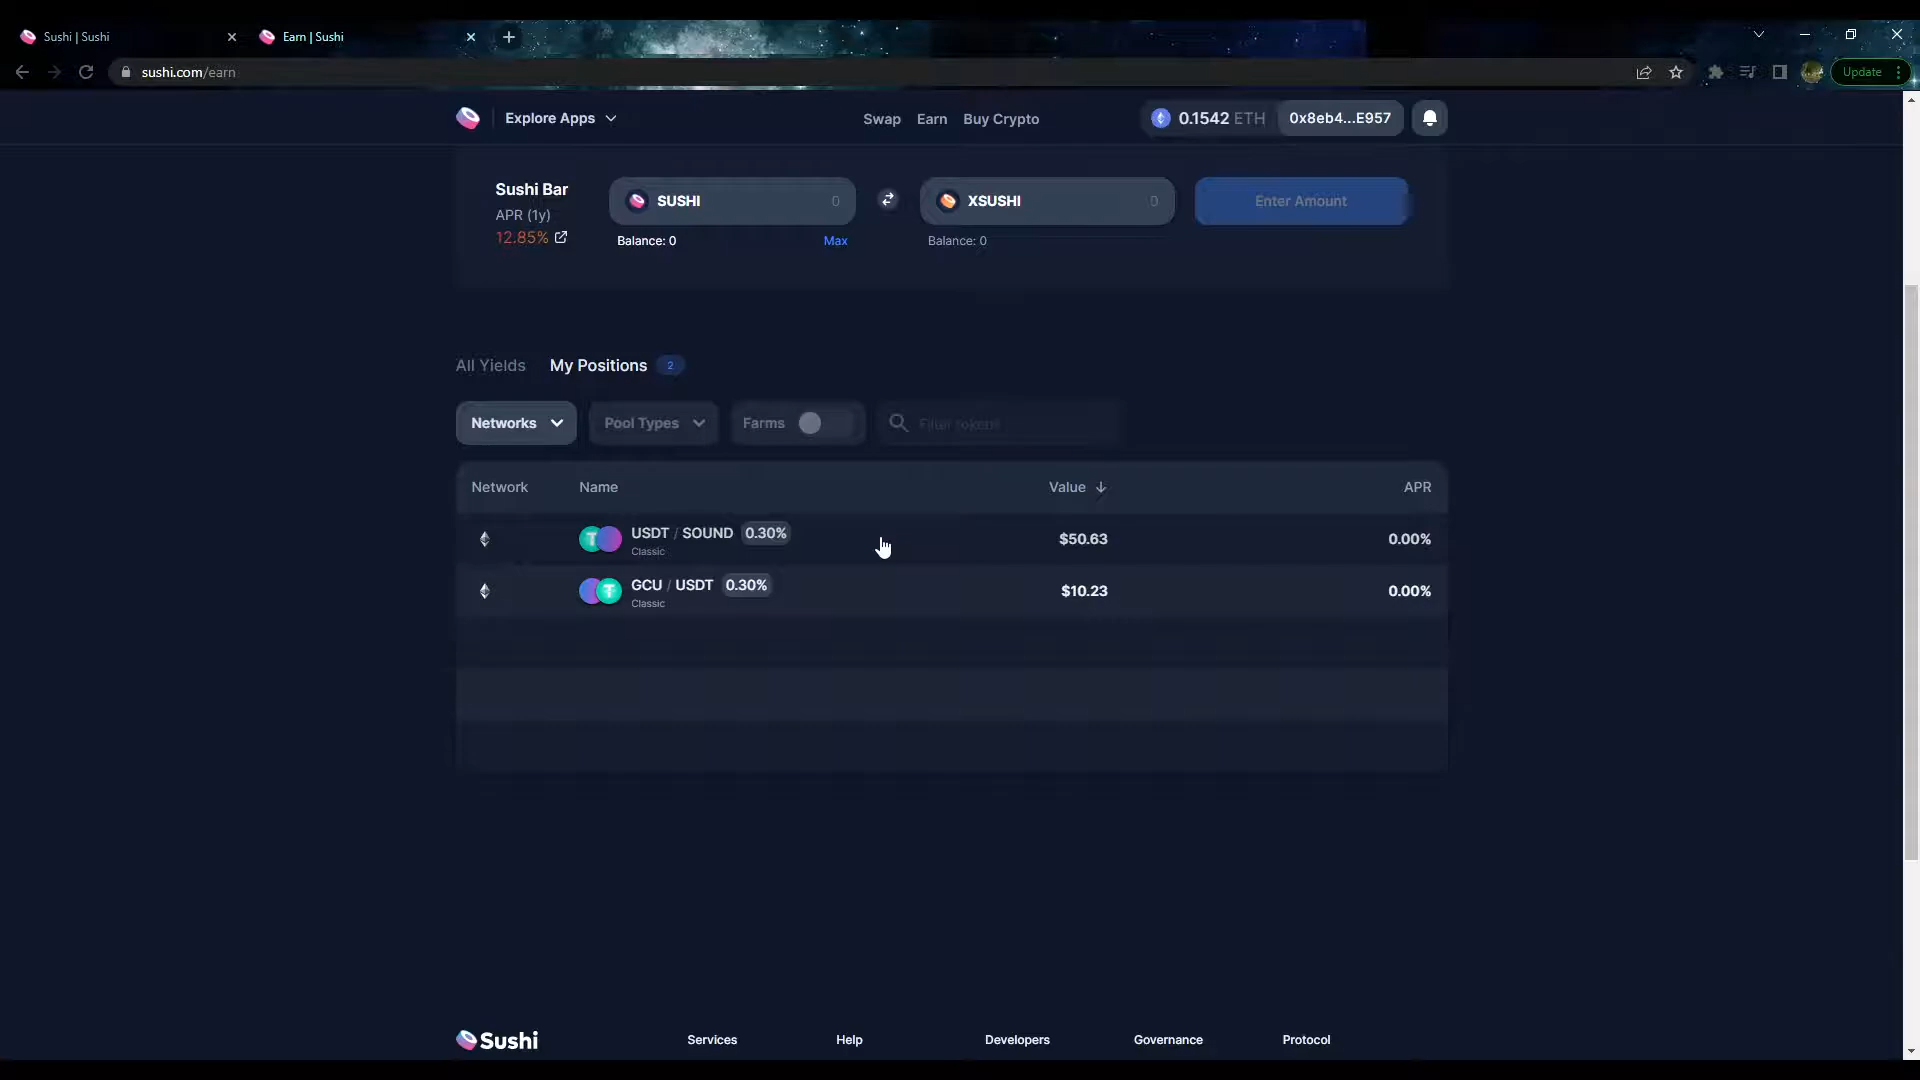 Sushi | Sushi
Earn | Sushi
sushi.com/earn
Update
Explore Apps
Swap
Earn
Buy Crypto
0.1542 ETH
0x8eb4...E957
Sushi Bar
APR (1y)
12.85%
SUSHI
0
Balance: 0
Max
XSUSHI
0
Balance: 0
Enter Amount
All Yields
My Positions
2
Networks
Pool Types
Farms
Filter tokens
Network
Name
Value
APR
USDT / SOUND 0.30%
Classic
$50.63
0.00%
GCU / USDT 0.30%
Classic
$10.23
0.00%
Sushi
Services
Help
Developers
Governance
Protocol